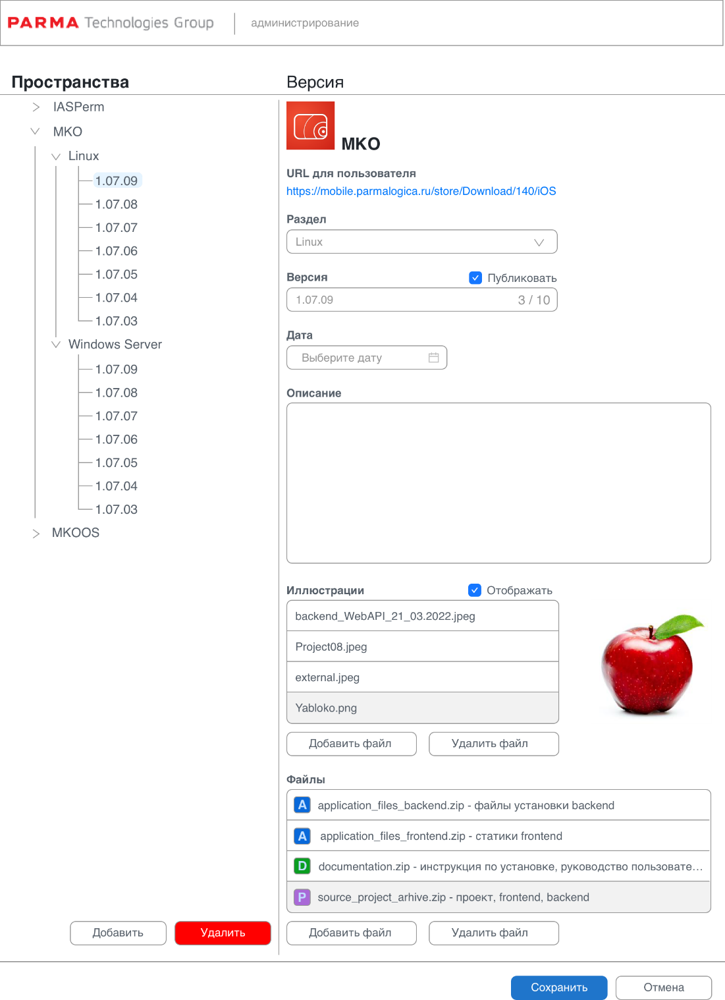 PARMA Technologies Group
администрирование
Пространства
IASPerm
МКО
Linux
1.07.09
1.07.08
1.07.07
1.07.06
1.07.05
1.07.04
1.07.03
Windows Server
1.07.09
1.07.08
1.07.07
1.07.06
1.07.05
1.07.04
1.07.03
MKOOS
Добавить
Удалить
Версия
МКО
URL для пользователя
https://mobile.parmalogica.ru/store/Download/140/iOS
Раздел
Linux
Версия
Публиковать
1.07.09
3 / 10
Дата
Выберите дату
Описание
Иллюстрации
Отображать
backend_WebAPI_21_03.2022.jpeg
Project08.jpeg
external.jpeg
Yabloko.png
Добавить файл
Удалить файл
Файлы
A application_files_backend.zip - файлы установки backend
A application_files_frontend.zip - статики frontend
D documentation.zip - инструкция по установке, руководство пользовате...
P source_project_arhive.zip - проект, frontend, backend
Добавить файл
Удалить файл
Сохранить
Отмена